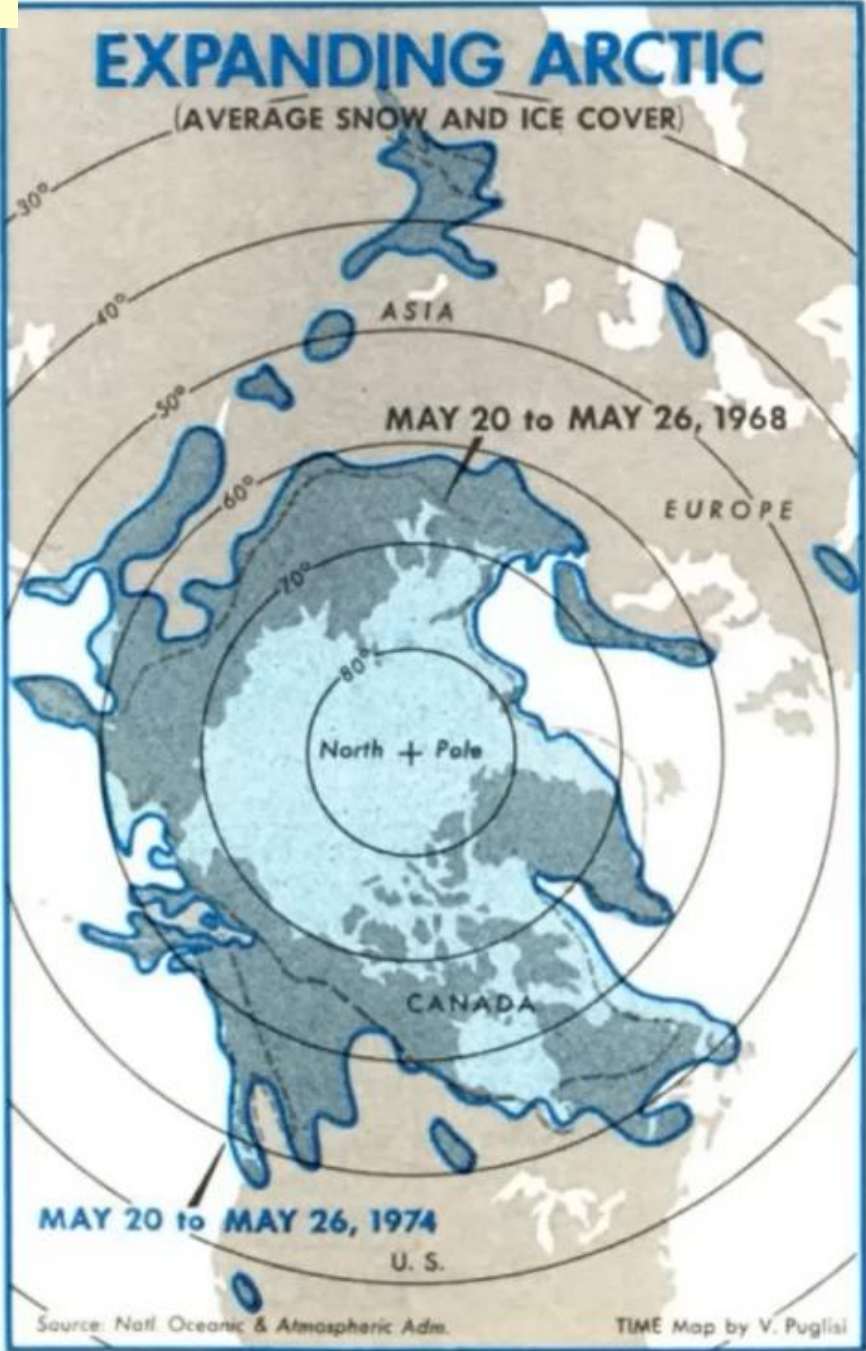 EXPANDING ARCTIC
(AVERAGE SNOW AND ICE COVER)
30°
40°
ASIA
50°
MAY 20 to MAY 26, 1968
60°
EUROPE
70°
80°
North + Pole
CANADA
MAY 20 to MAY 26, 1974
U. S.
Source: Natl. Oceanic & Atmospheric Adm.
TIME Map by V. Puglisi